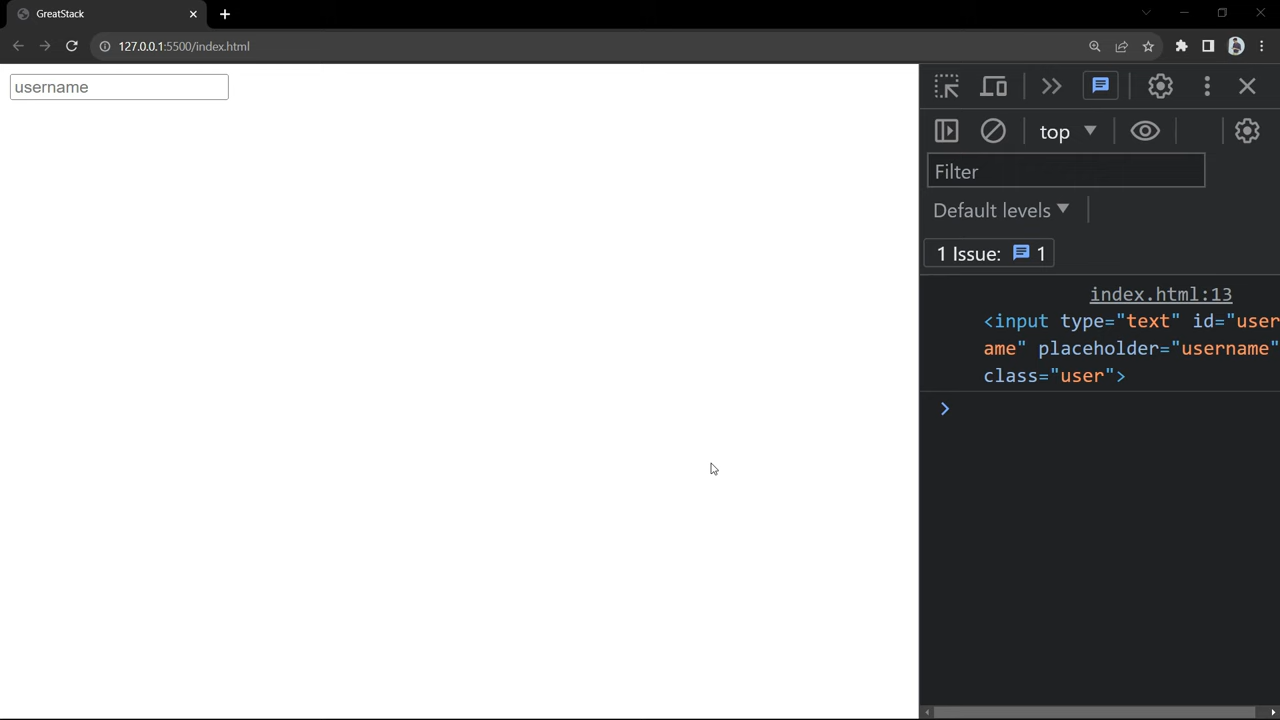 GreatStack
127.0.0.1:5500/index.html
username
top
Filter
Default levels
1 Issue: 1
index.html:13
<input type="text" id="user
ame" placeholder="username"
class="user">